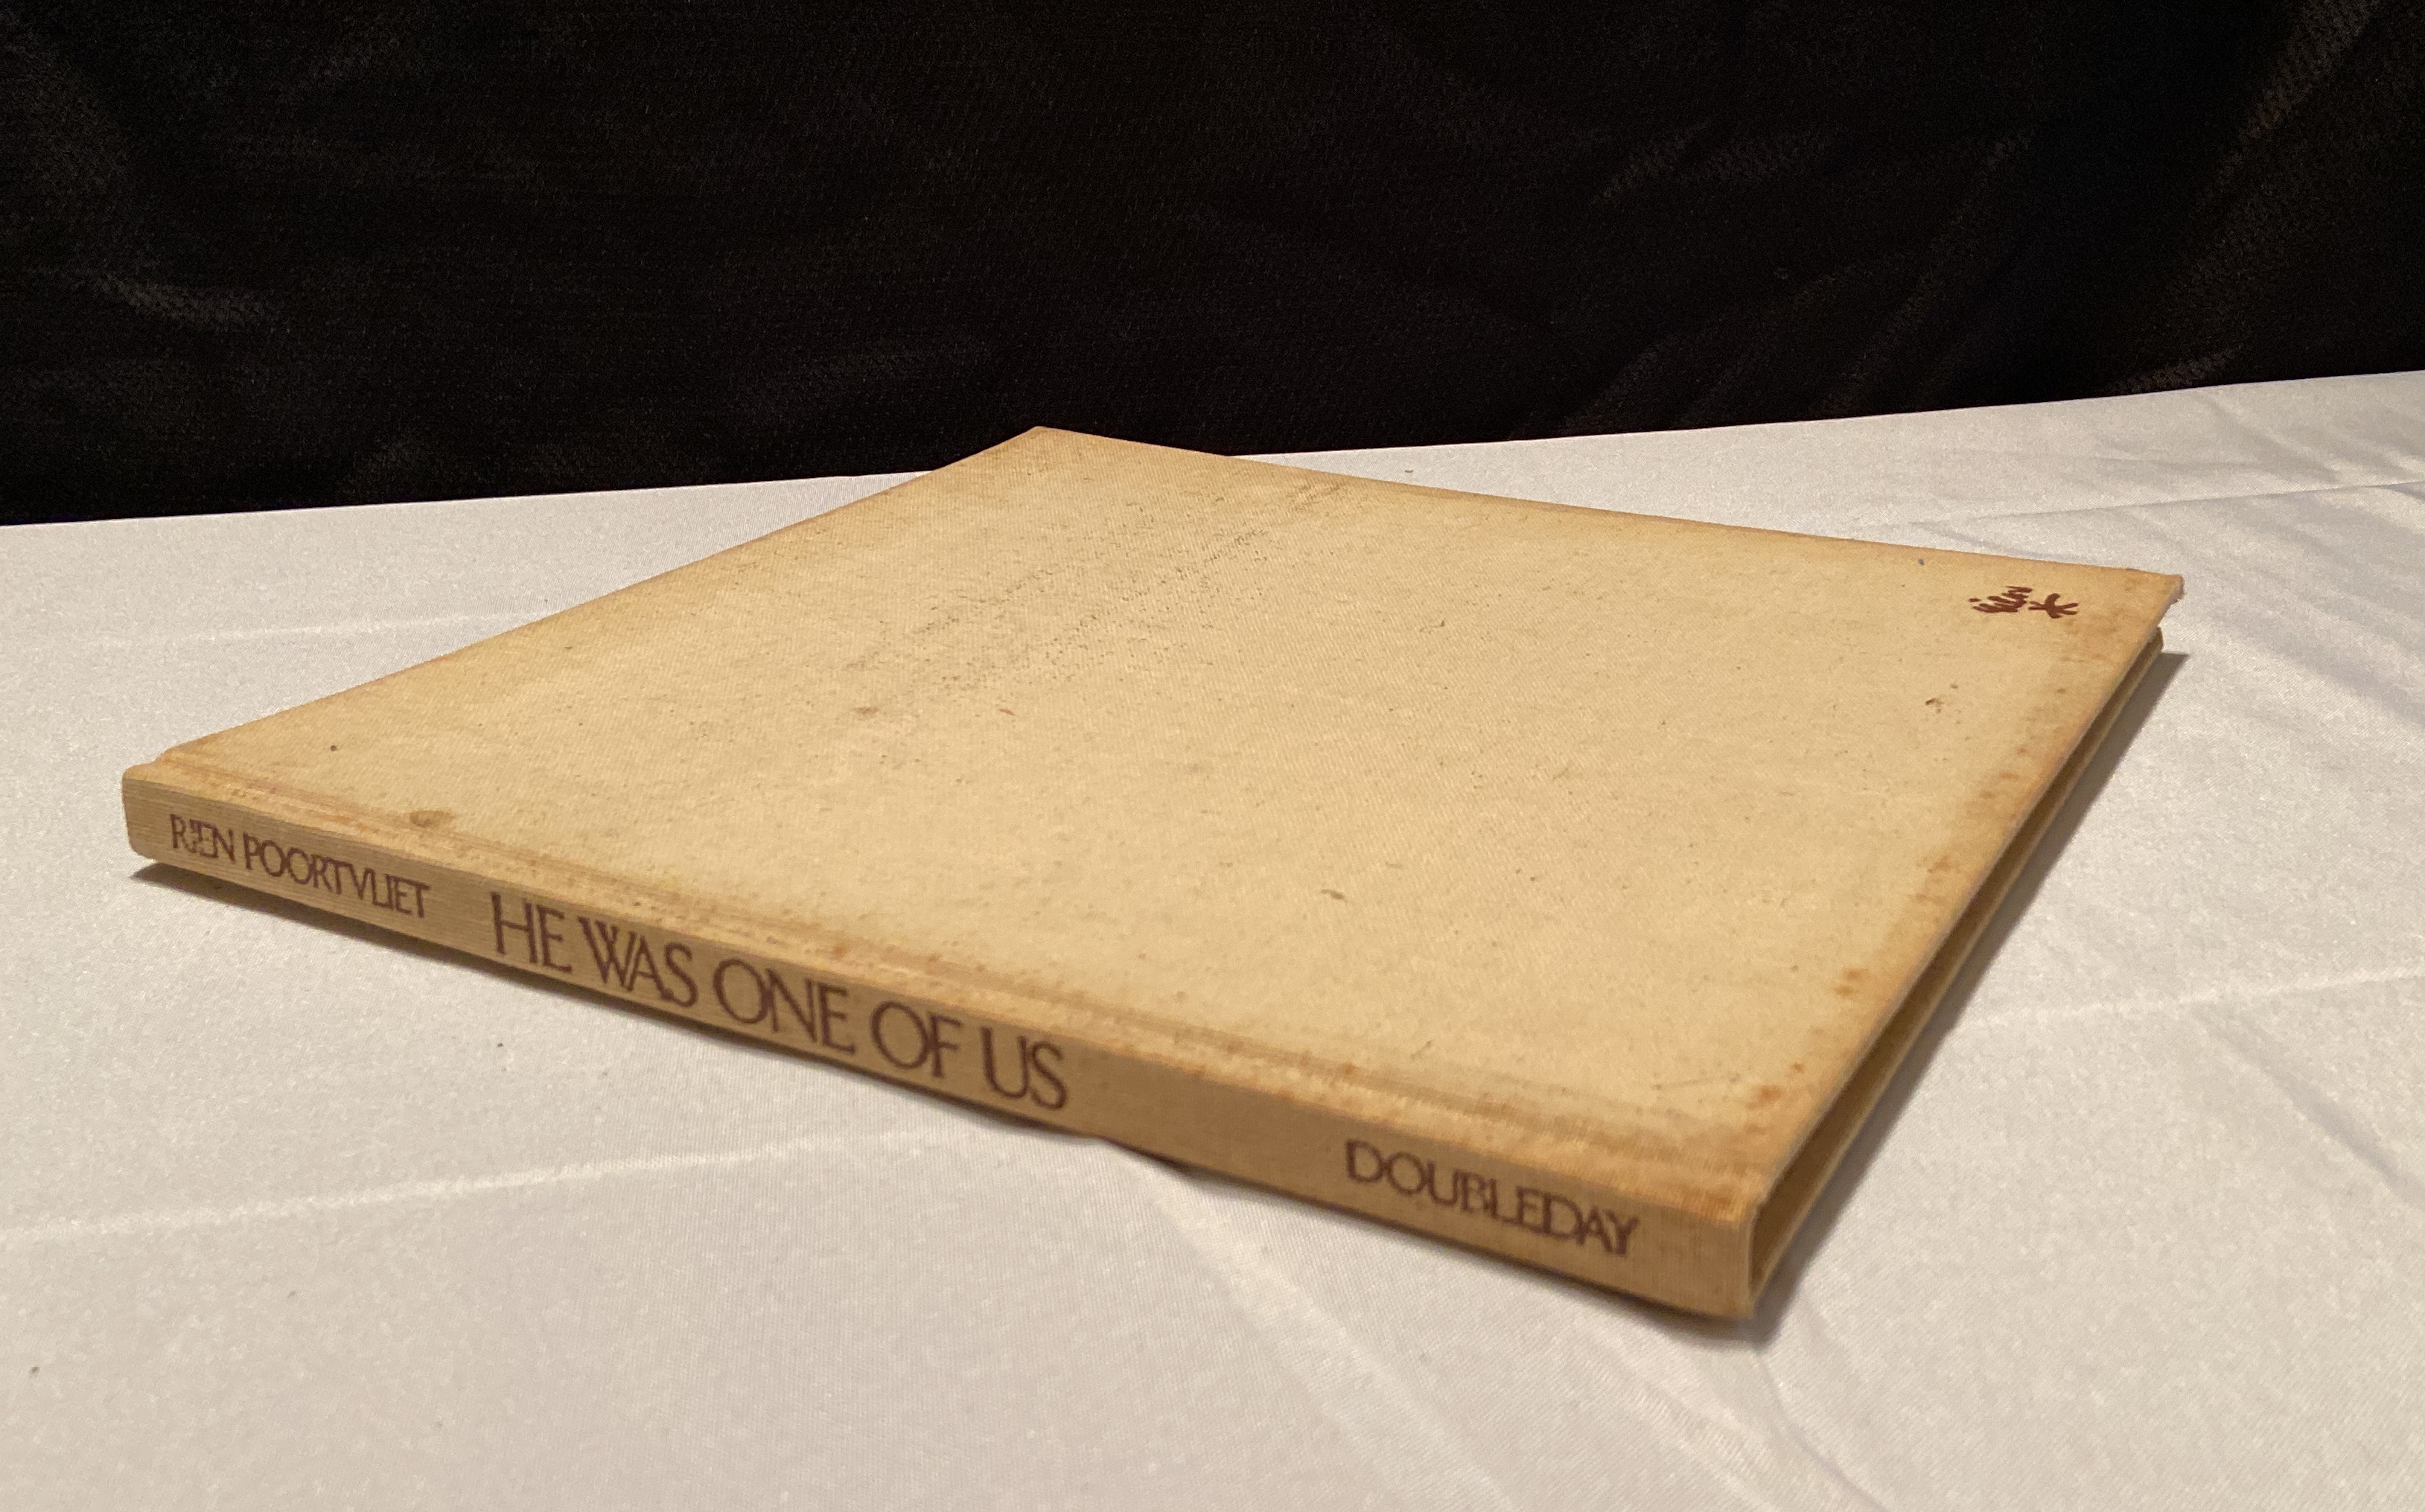 RIEN POORTVLIET HE WAS ONE OF US DOUBLEDAY